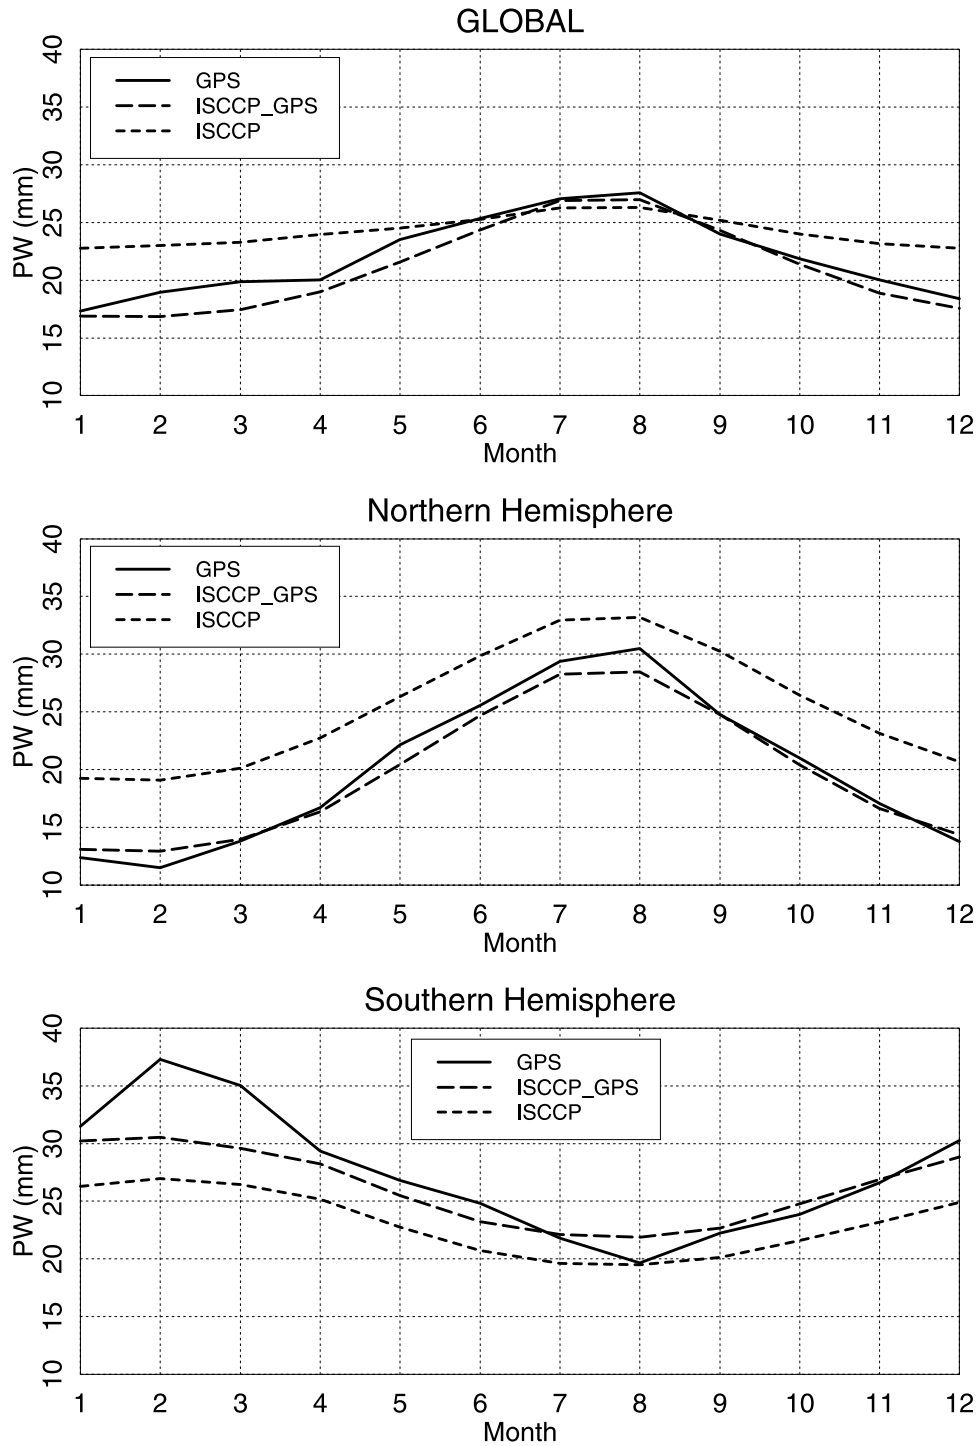 GLOBAL
40
35
30
25
20
15
10
PW (mm)
GPS
ISCCP_GPS
ISCCP
1 2 3 4 5 6 7 8 9 10 11 12
Month
Northern Hemisphere
40
35
30
25
20
15
10
PW (mm)
GPS
ISCCP_GPS
ISCCP
1 2 3 4 5 6 7 8 9 10 11 12
Month
Southern Hemisphere
40
35
30
25
20
15
10
PW (mm)
GPS
ISCCP_GPS
ISCCP
1 2 3 4 5 6 7 8 9 10 11 12
Month